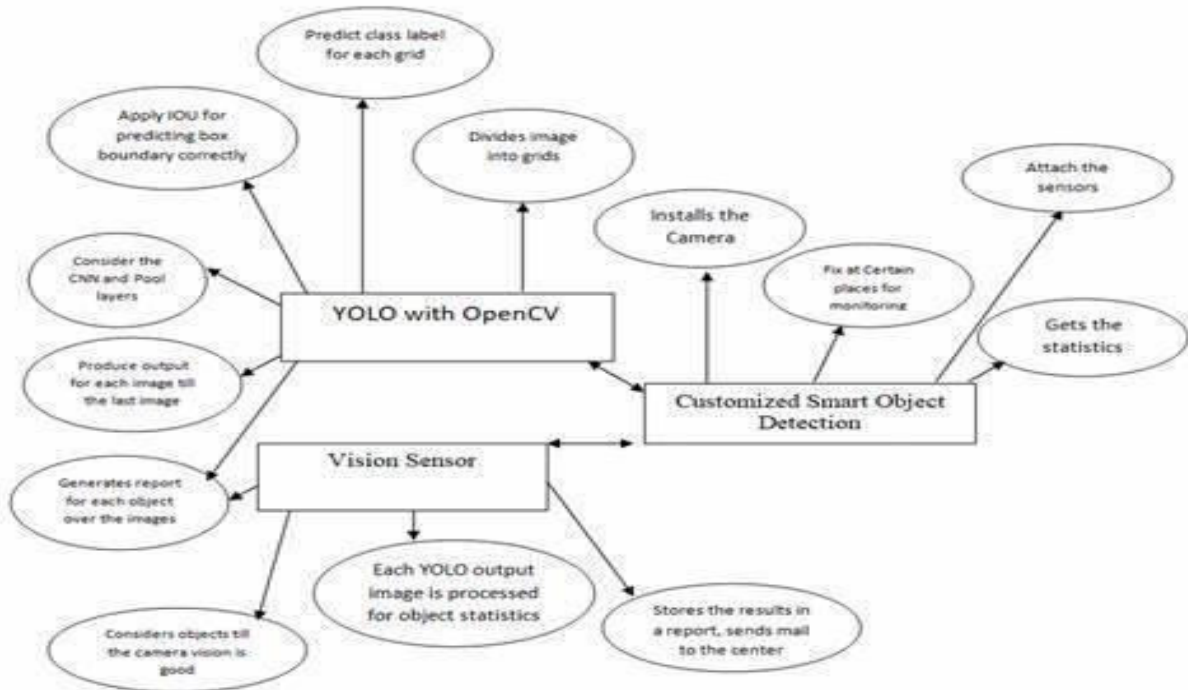 Predict class label
for each grid
Apply IOU for
predicting box
boundary correctly
Divides image
into grids
Attach the
sensors
Installs the
Camera
Consider the
CNN and Pool
layers
Fix at Certain
places for
monitoring
YOLO with OpenCV
Gets the
statistics
Produce output
for each image till
the last image
Customized Smart Object
Detection
Vision Sensor
Generates report
for each object
over the images
Each YOLO output
image is processed
for object statistics
Stores the results in
a report, sends mail
to the center
Considers objects till
the camera vision is
good